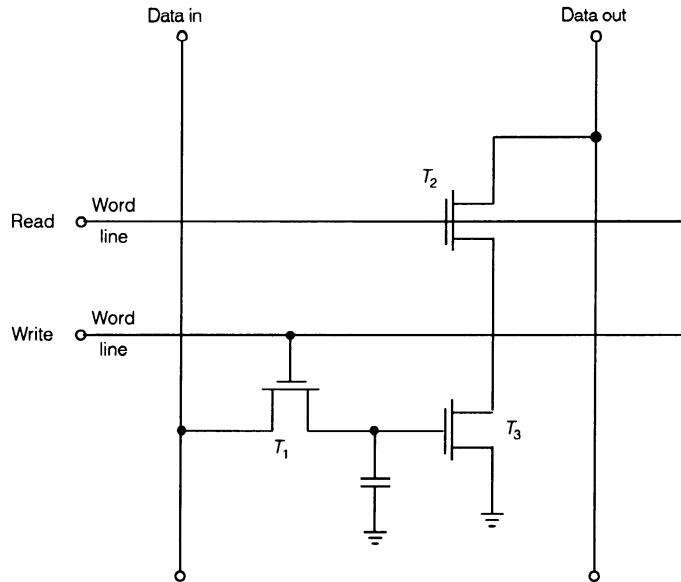 Data in
Data out
T2
Read
Word
line
Write
Word
line
T1
T3